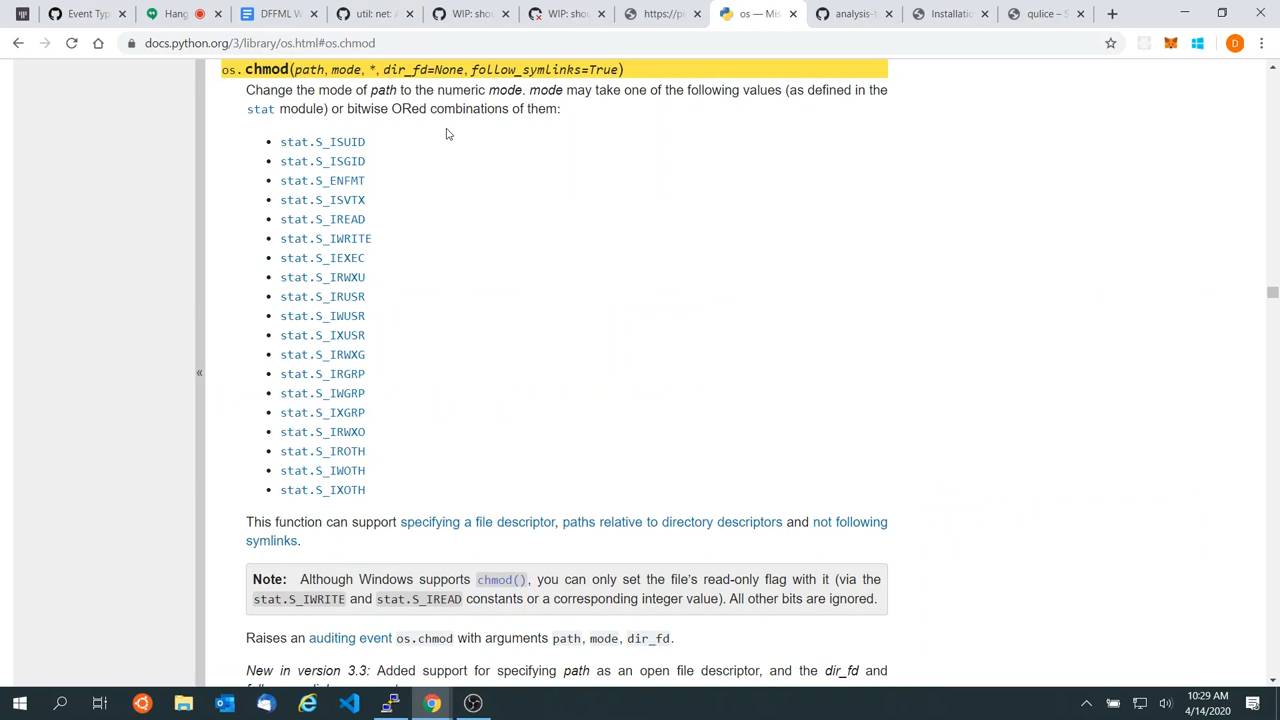 Event Typ
Hang
DFFML W
util: net: A
WIP: shou
WIP: shou
https://pi
os — Mis
analysis-t
Installatio
qulice – S
docs.python.org/3/library/os.html#os.chmod
D
os.chmod(path, mode, *, dir_fd=None, follow_symlinks=True)
Change the mode of path to the numeric mode. mode may take one of the following values (as defined in the
stat module) or bitwise ORed combinations of them:
• stat.S_ISUID
• stat.S_ISGID
• stat.S_ENFMT
• stat.S_ISVTX
• stat.S_IREAD
• stat.S_IWRITE
• stat.S_IEXEC
• stat.S_IRWXU
• stat.S_IRUSR
• stat.S_IWUSR
• stat.S_IXUSR
• stat.S_IRWXG
• stat.S_IRGRP
• stat.S_IWGRP
• stat.S_IXGRP
• stat.S_IRWXO
• stat.S_IROTH
• stat.S_IWOTH
• stat.S_IXOTH
«
This function can support specifying a file descriptor, paths relative to directory descriptors and not following
symlinks.
Note: Although Windows supports chmod(), you can only set the file's read-only flag with it (via the
stat.S_IWRITE and stat.S_IREAD constants or a corresponding integer value). All other bits are ignored.
Raises an auditing event os.chmod with arguments path, mode, dir_fd.
New in version 3.3: Added support for specifying path as an open file descriptor, and the dir_fd and
10:29 AM
4/14/2020